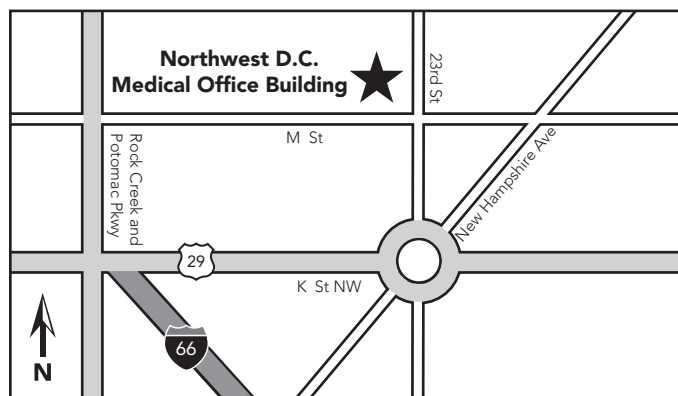 Northwest D.C.
Medical Office Building
23rd St
M St
Rock Creek and
Potomac Pkwy
New Hampshire Ave
29
K St NW
66
N